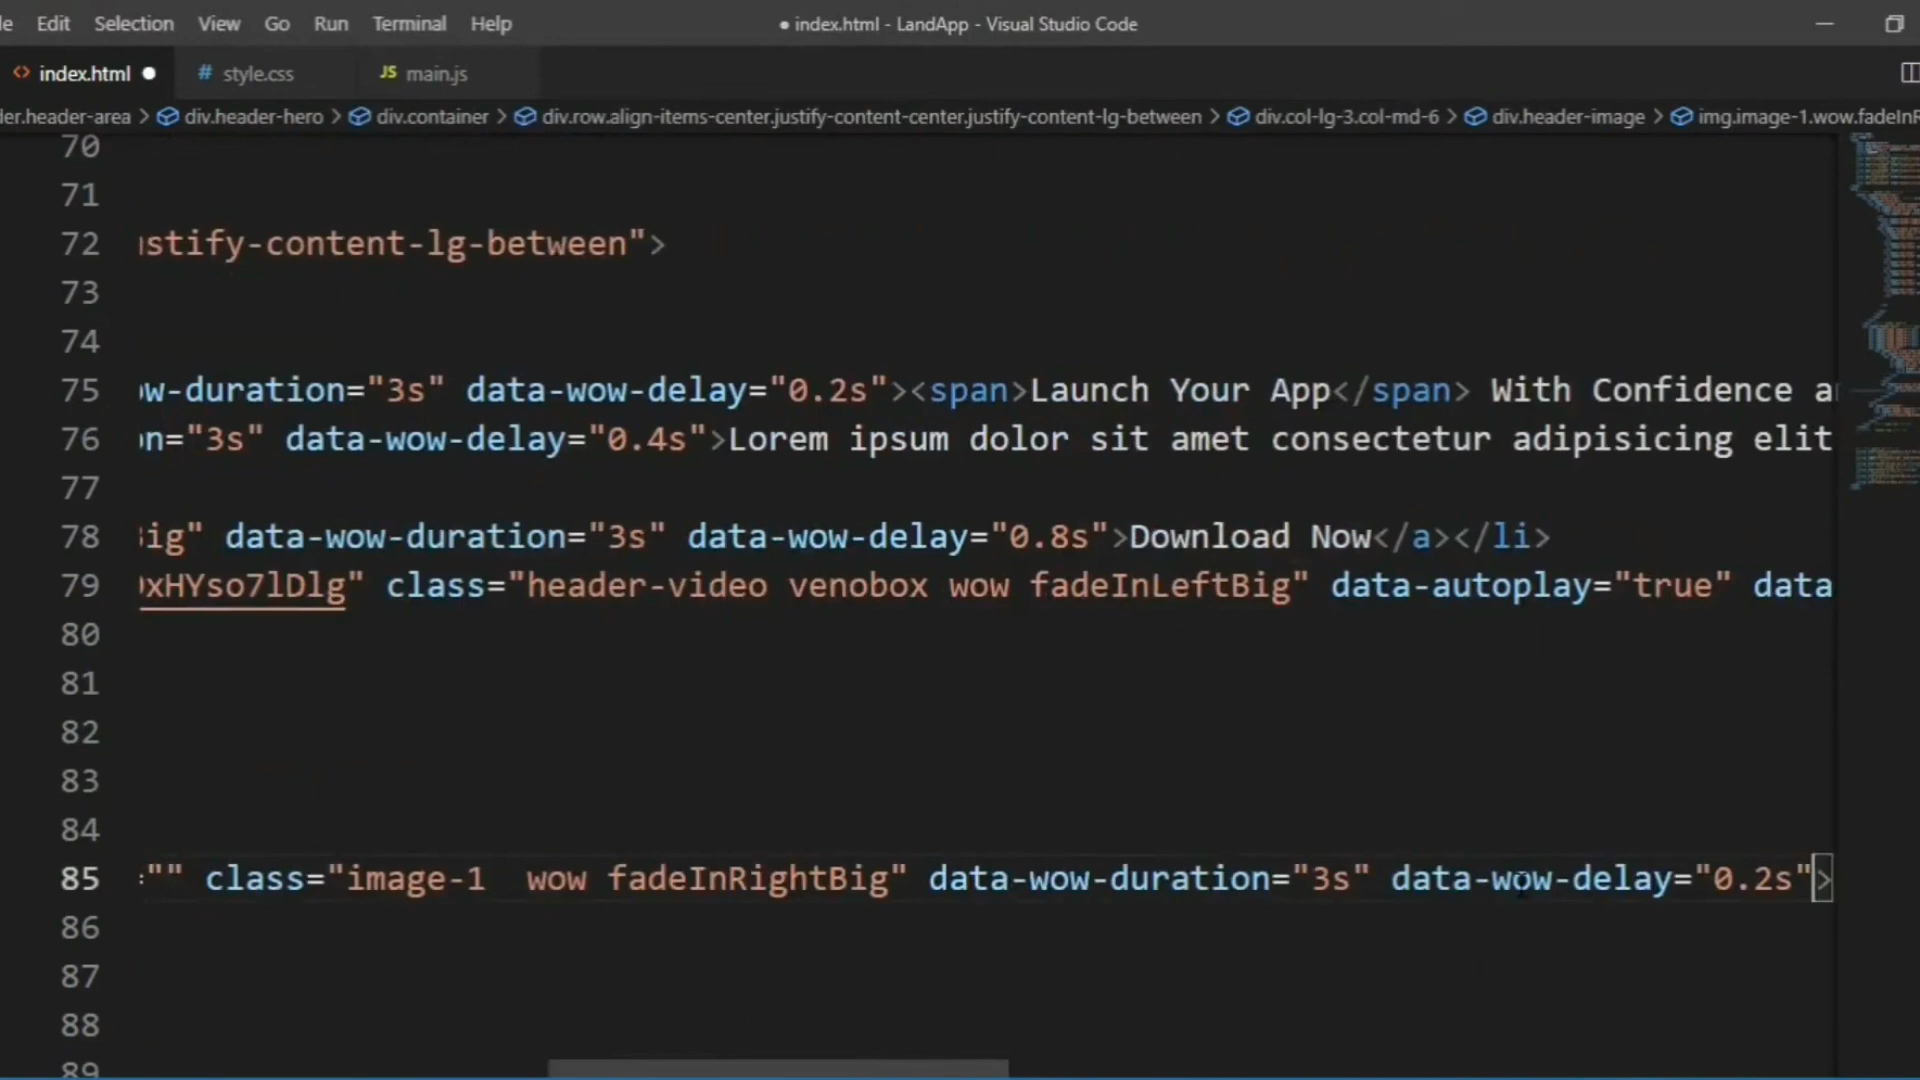 Edit Selection View Go Run Terminal Help ● index.html - LandApp - Visual Studio Code
index.html # style.css JS main.js
der.header-area > div.header-hero > div.container > div.row.align-items-center.justify-content-center.justify-content-lg-between > div.col-lg-3.col-md-6 > div.header-image > img.image-1.wow.fadeInR
70
71
72 ustify-content-lg-between">
73
74
75 ow-duration="3s" data-wow-delay="0.2s"><span>Launch Your App</span> With Confidence a
76 on="3s" data-wow-delay="0.4s">Lorem ipsum dolor sit amet consectetur adipisicing elit
77
78 Big" data-wow-duration="3s" data-wow-delay="0.8s">Download Now</a></li>
79 xHYso7lDlg" class="header-video venobox wow fadeInLeftBig" data-autoplay="true" data
80
81
82
83
84
85 ="" class="image-1  wow fadeInRightBig" data-wow-duration="3s" data-wow-delay="0.2s">
86
87
88
89